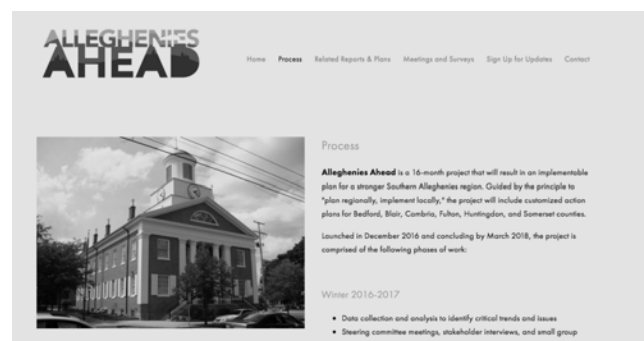 ALLEGHENIES
AHEAD
Home Process Related Reports & Plans Meetings and Surveys Sign Up for Updates Contact
Process
Alleghenies Ahead is a 16-month project that will result in an implementable
plan for a stronger Southern Alleghenies region. Guided by the principle to
"plan regionally, implement locally," the project will include customized action
plans for Bedford, Blair, Cambria, Fulton, Huntingdon, and Somerset counties.
Launched in December 2016 and concluding by March 2018, the project is
comprised of the following phases of work:
Winter 2016-2017
• Data collection and analysis to identify critical trends and issues
• Steering committee meetings, stakeholder interviews, and small group